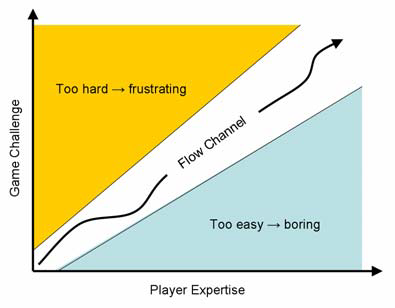 Too hard → frustrating
Game Challenge
Flow Channel
Too easy → boring
Player Expertise